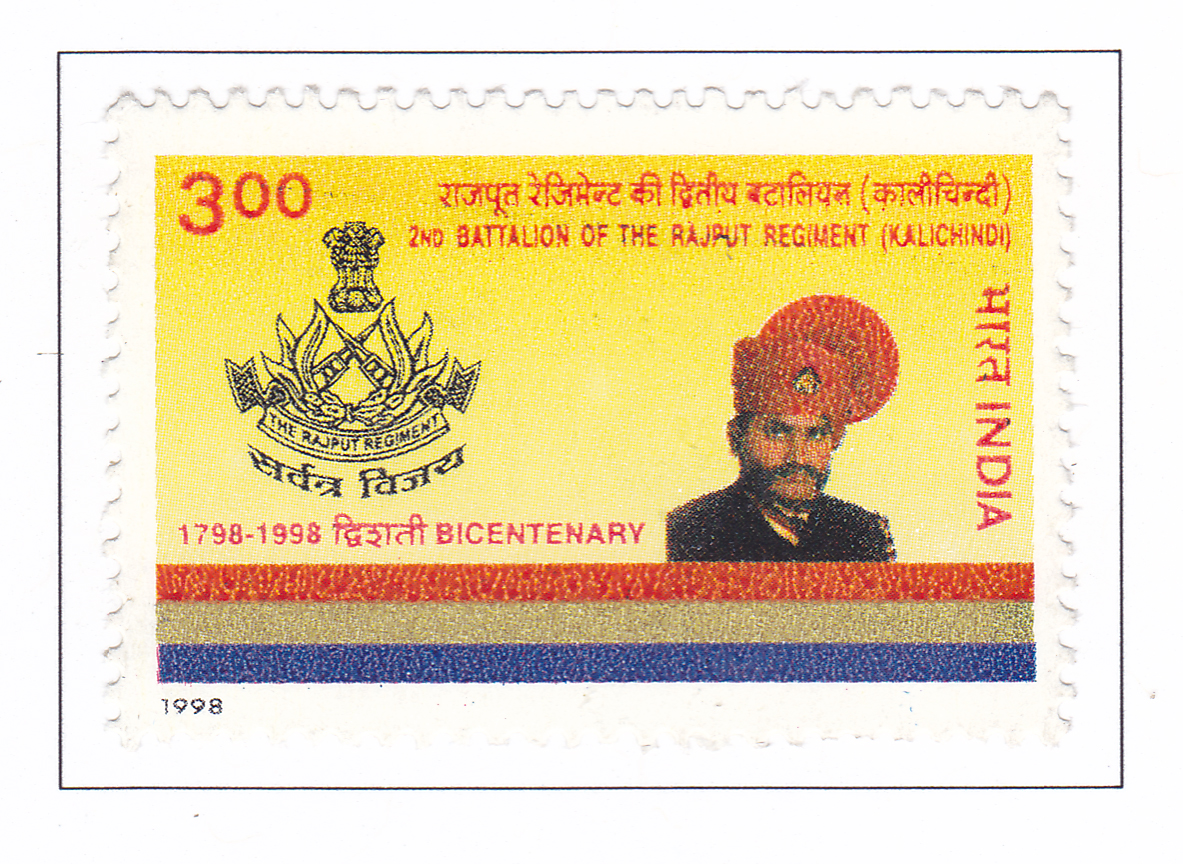 3.00
राजपूत रेजिमेन्ट की द्वितीय बटालियन (कालीचिन्दी)
2ND BATTALION OF THE RAJPUT REGIMENT (KALICHINDI)
भारत INDIA
THE RAJPUT REGIMENT
सर्वत्र विजय
1798-1998 द्विशती BICENTENARY
1998